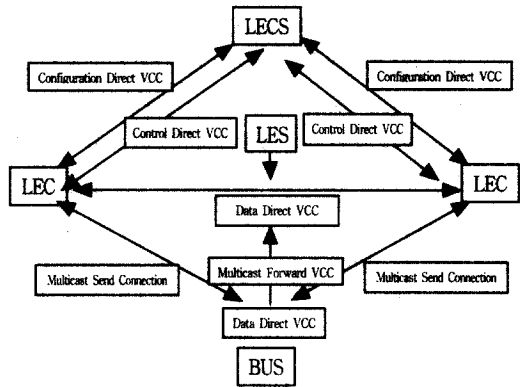 LECS
Configuration Direct VCC
Configuration Direct VCC
Control Direct VCC
LES
Control Direct VCC
LEC
LEC
Data Direct VCC
Multicast Send Connection
Multicast Forward VCC
Multicast Send Connection
Data Direct VCC
BUS